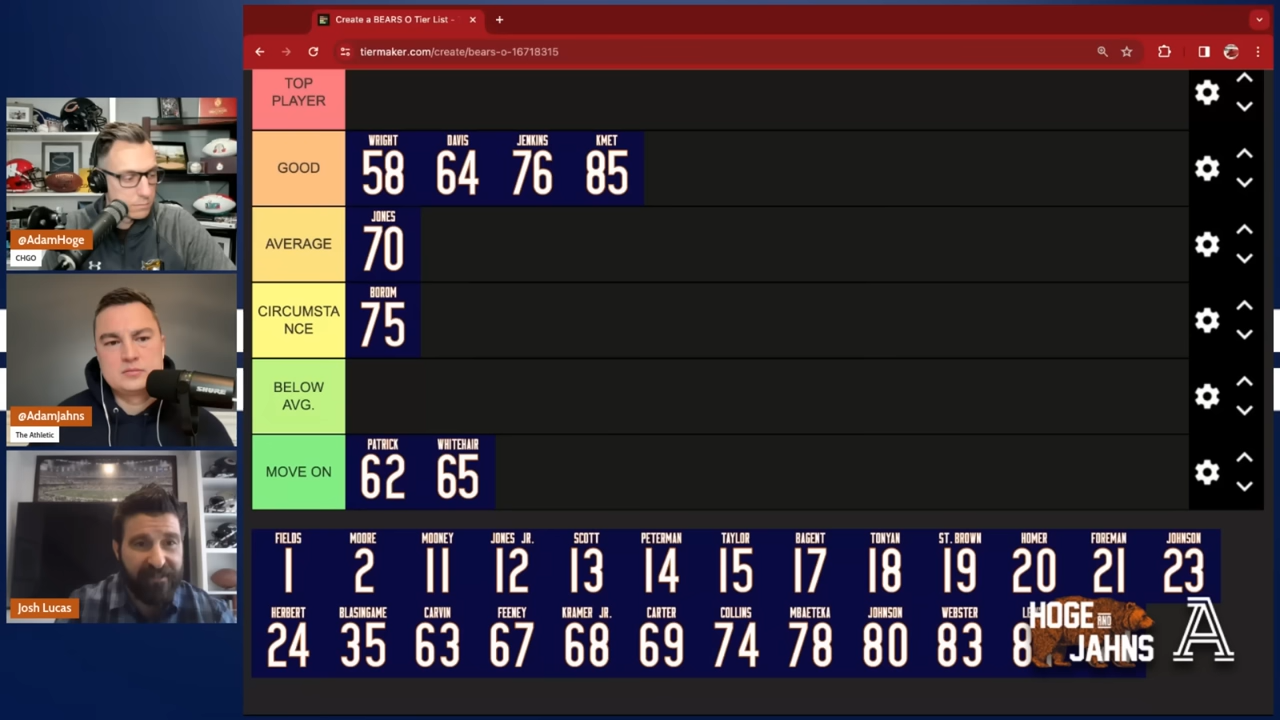 Create a BEARS O Tier List -
tiermaker.com/create/bears-o-16718315
TOP
PLAYER
GOOD
WRIGHT DAVIS JENKINS KMET
58 64 76 85
AVERAGE
JONES
70
CIRCUMSTA
NCE
BOROM
75
BELOW
AVG.
MOVE ON
PATRICK WHITEHAIR
62 65
FIELDS MOORE MOONEY JONES JR. SCOTT PETERMAN TAYLOR BAGENT TONYAN ST. BROWN HOMER FOREMAN JOHNSON
1 2 11 12 13 14 15 17 18 19 20 21 23
HERBERT BLASINGAME CARVIN FEENEY KRAMER JR. CARTER COLLINS MBAETEKA JOHNSON WEBSTER
24 35 63 67 68 69 74 78 80 83
@AdamHoge
CHGO
@AdamJahns
The Athletic
SHURE
Josh Lucas
HOGE AND
JAHNS
A